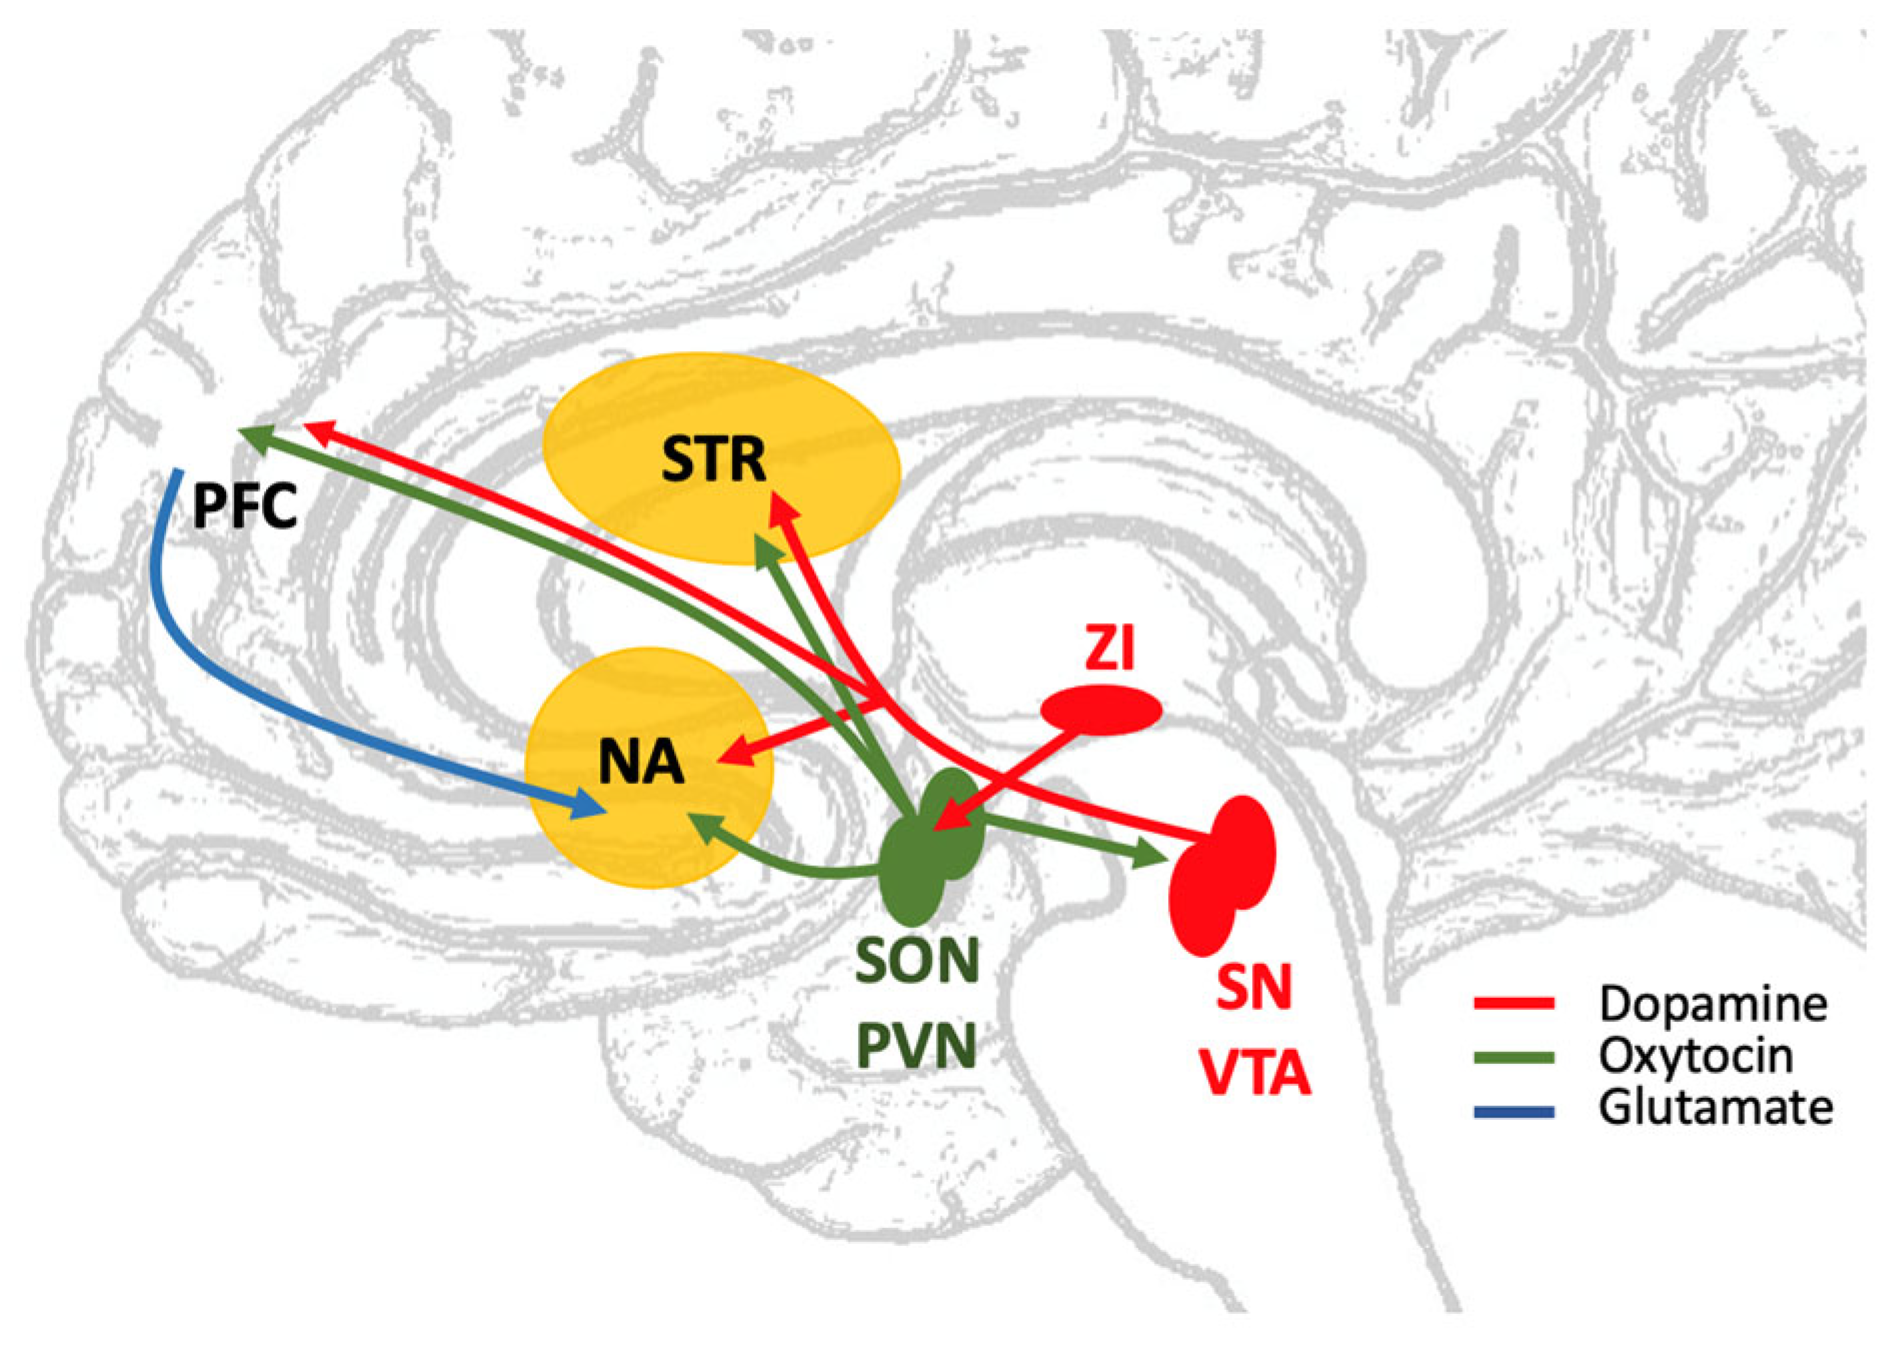 STR
PFC
ZI
NA
SON
PVN
SN
VTA
Dopamine
Oxytocin
Glutamate